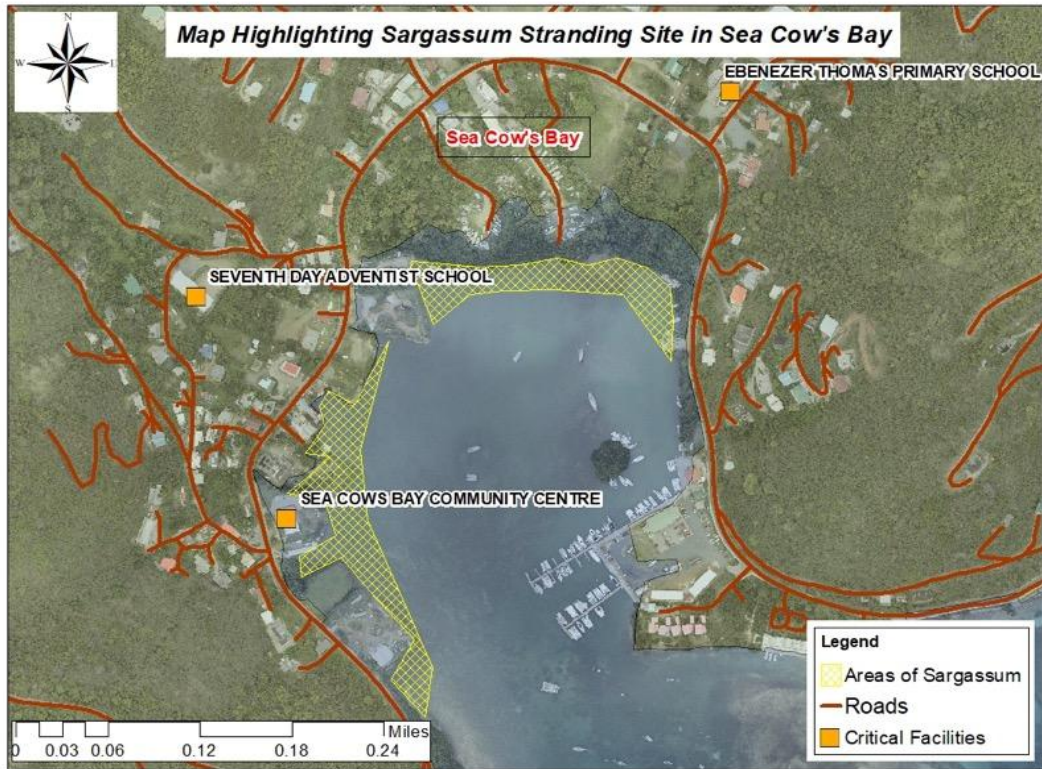 Map Highlighting Sargassum Stranding Site in Sea Cow's Bay
N
W E
S
EBENEZER THOMAS PRIMARY SCHOOL
Sea Cow's Bay
SEVENTH DAY ADVENTIST SCHOOL
SEA COWS BAY COMMUNITY CENTRE
Legend
Areas of Sargassum
Roads
Critical Facilities
Miles
0 0.03 0.06 0.12 0.18 0.24